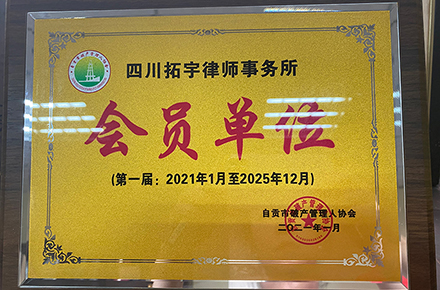 四川拓宇律师事务所
会员单位
(第一届：2021年1月至2025年12月)
自贡市破产管理人协会
二〇二一年一月